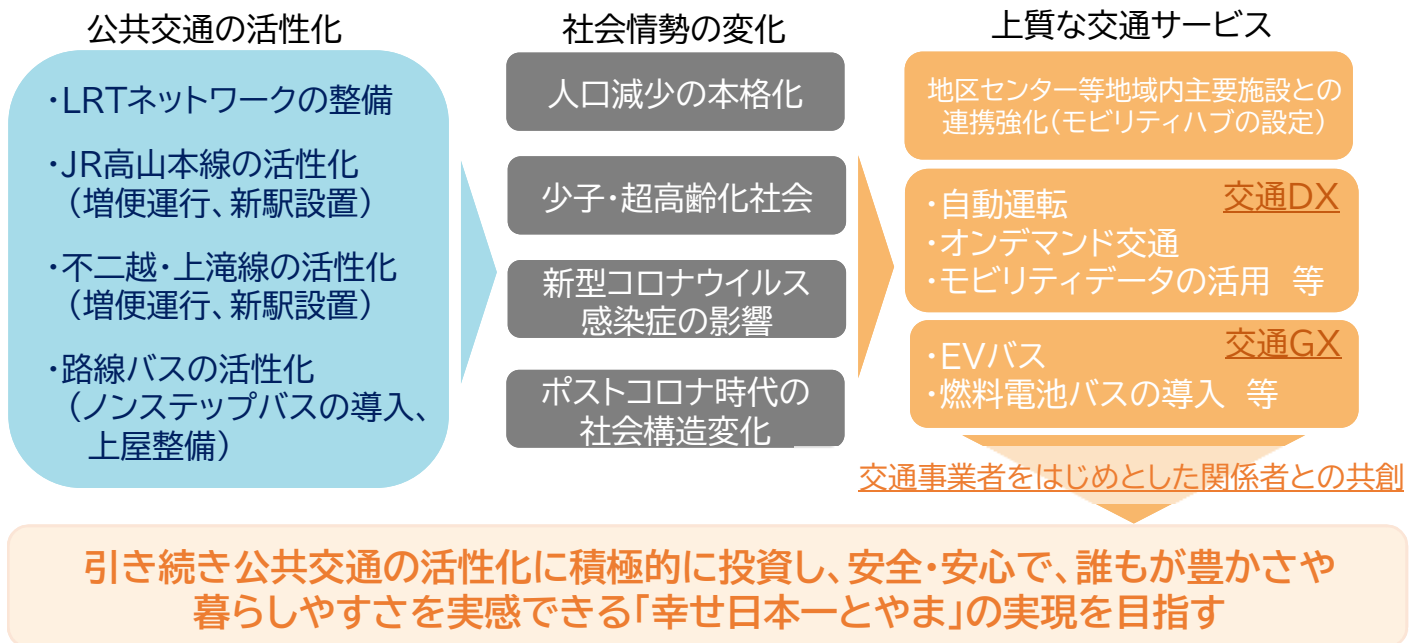 公共交通の活性化
・LRTネットワークの整備
・JR高山本線の活性化
（増便運行、新駅設置）
・不二越・上滝線の活性化
（増便運行、新駅設置）
・路線バスの活性化
（ノンステップバスの導入、
上屋整備）
社会情勢の変化
人口減少の本格化
少子・超高齢化社会
新型コロナウイルス
感染症の影響
ポストコロナ時代の
社会構造変化
上質な交通サービス
地区センター等地域内主要施設との
連携強化（モビリティハブの設定）
交通DX
・自動運転
・オンデマンド交通
・モビリティデータの活用　等
交通GX
・EVバス
・燃料電池バスの導入　等
交通事業者をはじめとした関係者との共創
引き続き公共交通の活性化に積極的に投資し、安全・安心で、誰もが豊かさや
暮らしやすさを実感できる「幸せ日本一とやま」の実現を目指す